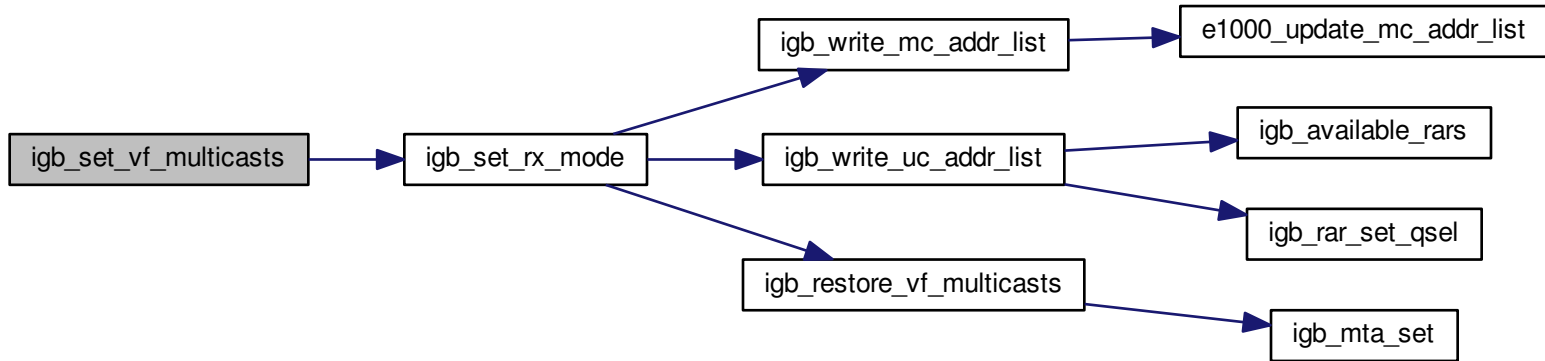 igb_set_vf_multicasts
igb_set_rx_mode
igb_write_mc_addr_list
e1000_update_mc_addr_list
igb_write_uc_addr_list
igb_available_rars
igb_rar_set_qsel
igb_restore_vf_multicasts
igb_mta_set